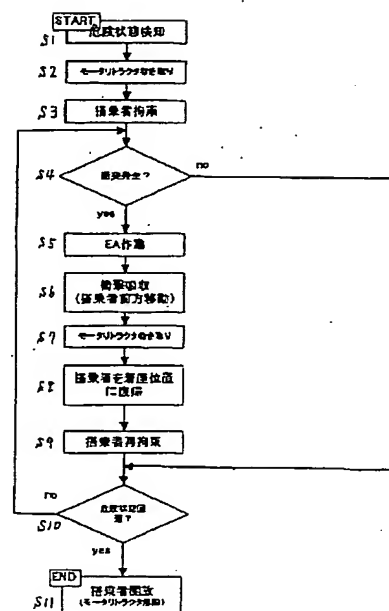 START
S1 危険状態検知
S2 モータリトラクタ巻き取り
S3 搭乗者拘束
S4 衝突発生?
no
yes
S5 EA作動
S6 衝撃吸収
(搭乗者前方移動)
S7 モータリトラクタ巻き取り
S8 搭乗者を着座位置
に復帰
S9 搭乗者再拘束
no
S10 危険状態回
避?
yes
END
S11 搭乗者開放
(モータリトラクタ